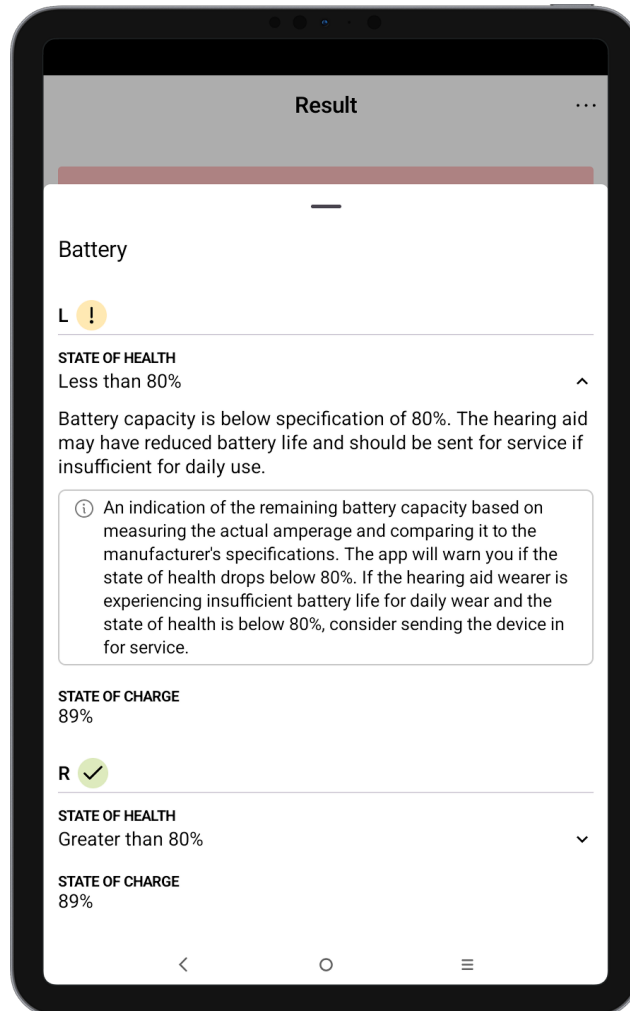 Result
Battery
L
STATE OF HEALTH
Less than 80%
Battery capacity is below specification of 80%. The hearing aid
may have reduced battery life and should be sent for service if
insufficient for daily use.
An indication of the remaining battery capacity based on
measuring the actual amperage and comparing it to the
manufacturer's specifications. The app will warn you if the
state of health drops below 80%. If the hearing aid wearer is
experiencing insufficient battery life for daily wear and the
state of health is below 80%, consider sending the device in
for service.
STATE OF CHARGE
89%
R
STATE OF HEALTH
Greater than 80%
STATE OF CHARGE
89%